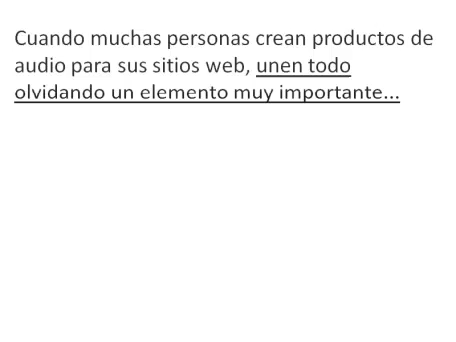 Cuando muchas personas crean productos de
audio para sus sitios web, unen todo
olvidando un elemento muy importante...